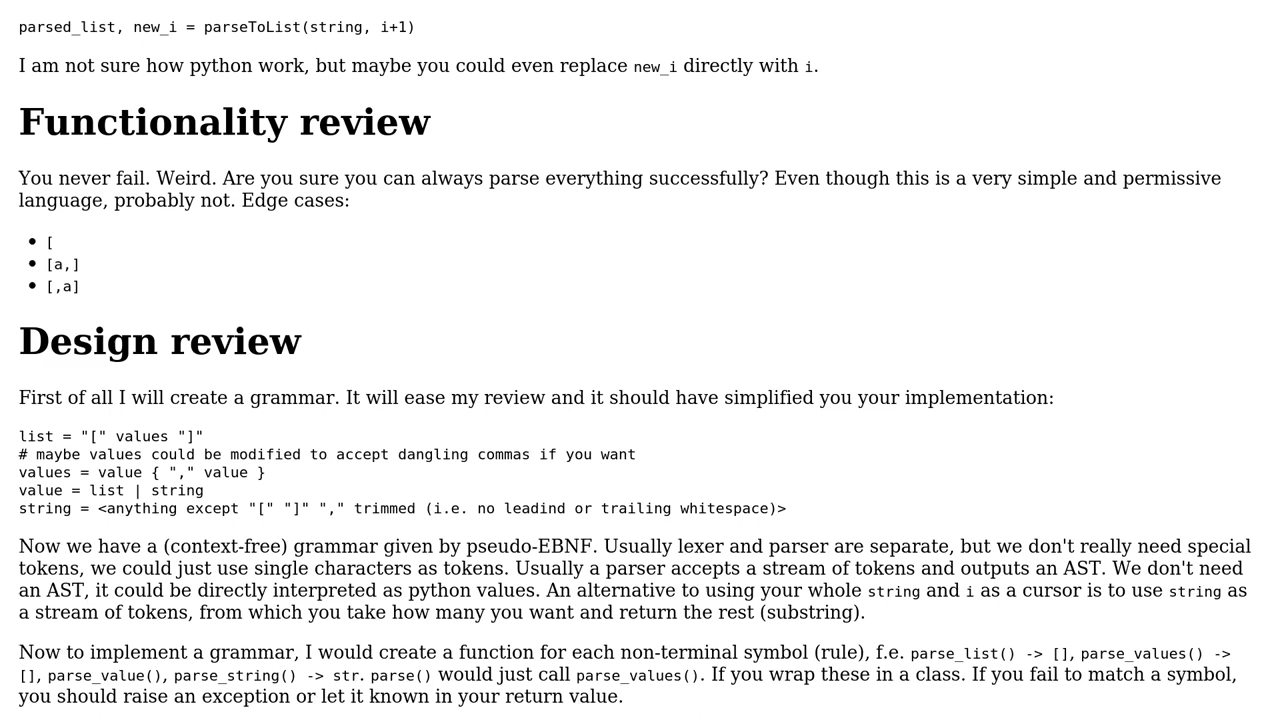 parsed_list, new_i = parseToList(string, i+1)
I am not sure how python work, but maybe you could even replace new_i directly with i.
Functionality review
You never fail. Weird. Are you sure you can always parse everything successfully? Even though this is a very simple and permissive
language, probably not. Edge cases:
• [
• [a,]
• [,a]
Design review
First of all I will create a grammar. It will ease my review and it should have simplified you your implementation:
list = "[" values "]"
# maybe values could be modified to accept dangling commas if you want
values = value { "," value }
value = list | string
string = <anything except "[" "]" "," trimmed (i.e. no leadind or trailing whitespace)>
Now we have a (context-free) grammar given by pseudo-EBNF. Usually lexer and parser are separate, but we don't really need special
tokens, we could just use single characters as tokens. Usually a parser accepts a stream of tokens and outputs an AST. We don't need
an AST, it could be directly interpreted as python values. An alternative to using your whole string and i as a cursor is to use string as
a stream of tokens, from which you take how many you want and return the rest (substring).
Now to implement a grammar, I would create a function for each non-terminal symbol (rule), f.e. parse_list() -> [], parse_values() ->
[], parse_value(), parse_string() -> str. parse() would just call parse_values(). If you wrap these in a class. If you fail to match a symbol,
you should raise an exception or let it known in your return value.